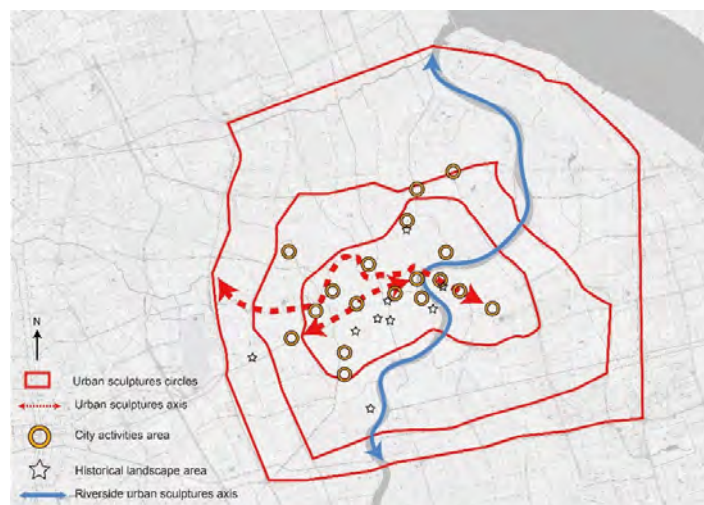 N
Urban sculptures circles
Urban sculptures axis
City activities area
Historical landscape area
Riverside urban sculptures axis